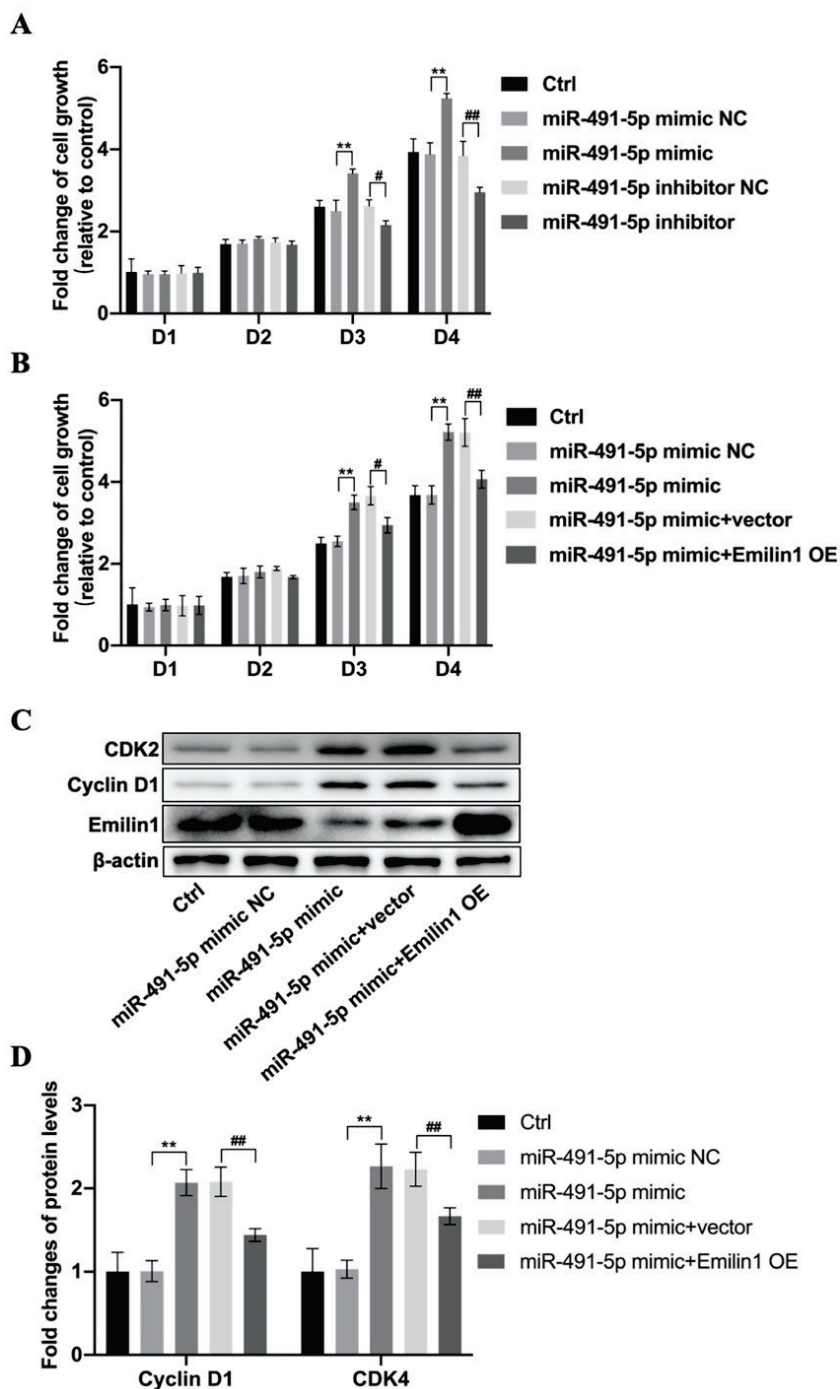 A
Fold change of cell growth
(relative to control)
6
4
2
0
** # ** ##
D1 D2 D3 D4
Ctrl
miR-491-5p mimic NC
miR-491-5p mimic
miR-491-5p inhibitor NC
miR-491-5p inhibitor
B
Fold change of cell growth
(relative to control)
6
4
2
0
** # ** ##
D1 D2 D3 D4
Ctrl
miR-491-5p mimic NC
miR-491-5p mimic
miR-491-5p mimic+vector
miR-491-5p mimic+Emilin1 OE
C
CDK2
Cyclin D1
Emilin1
β-actin
Ctrl
miR-491-5p mimic NC
miR-491-5p mimic
miR-491-5p mimic+vector
miR-491-5p mimic+Emilin1 OE
D
Fold changes of protein levels
3
2
1
0
** ## ** ##
Cyclin D1 CDK4
Ctrl
miR-491-5p mimic NC
miR-491-5p mimic
miR-491-5p mimic+vector
miR-491-5p mimic+Emilin1 OE